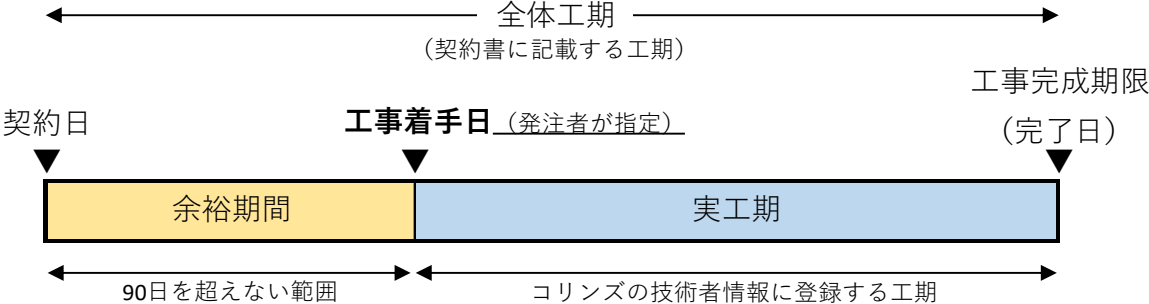 全体工期
（契約書に記載する工期）
工事完成期限
（完了日）
契約日
工事着手日（発注者が指定）
余裕期間
実工期
90日を超えない範囲
コリンズの技術者情報に登録する工期